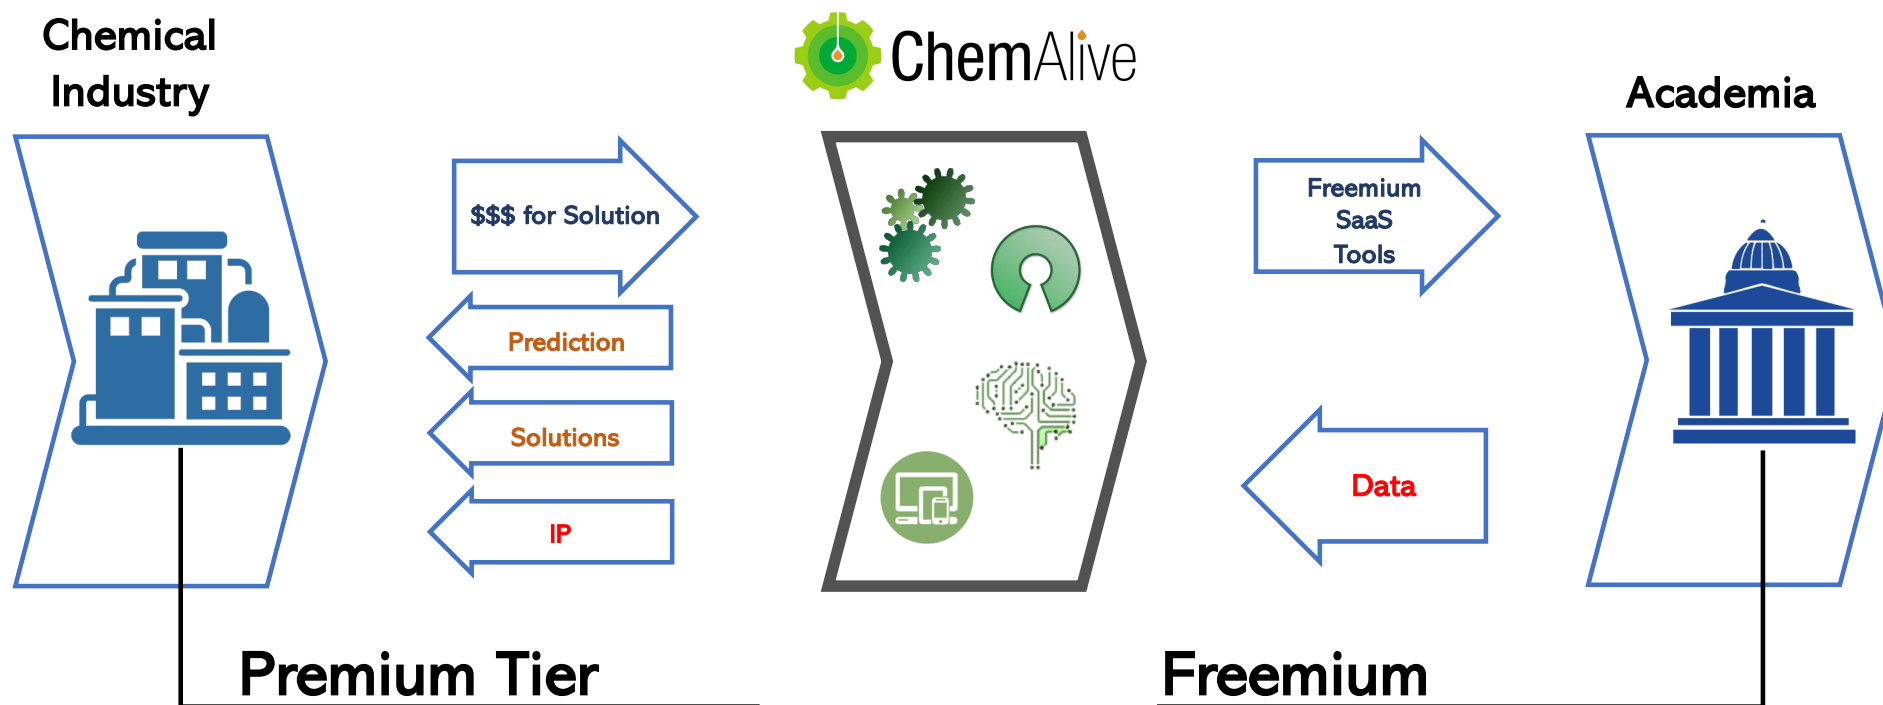 Chemical
Industry
ChemAlive
Academia
$$$ for Solution
Prediction
Solutions
IP
Freemium
SaaS
Tools
Data
Premium Tier
Freemium